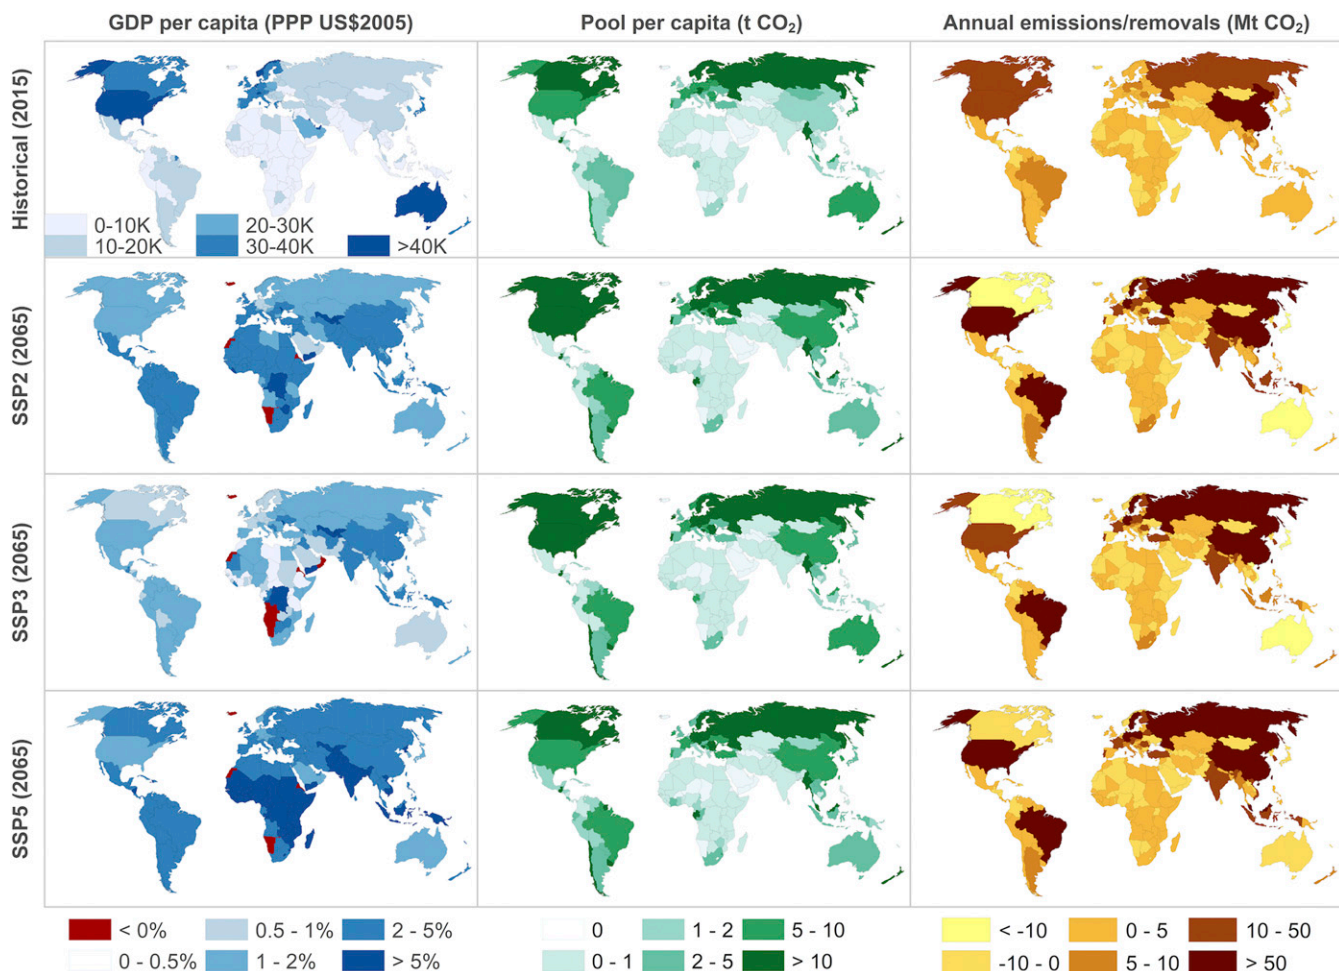 GDP per capita (PPP US$2005)
Pool per capita (t CO₂)
Annual emissions/removals (Mt CO₂)
Historical (2015)
0-10K
20-30K
10-20K
30-40K
>40K
SSP2 (2065)
SSP3 (2065)
SSP5 (2065)
< 0%
0.5 - 1%
2 - 5%
0 - 0.5%
1 - 2%
> 5%
0
1 - 2
5 - 10
0 - 1
2 - 5
> 10
< -10
0 - 5
10 - 50
-10 - 0
5 - 10
> 50